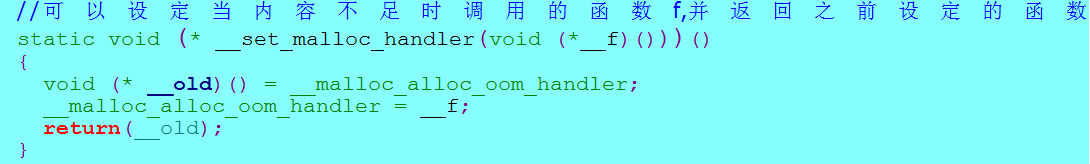 //可以设定当内容不足时调用的函数f,并返回之前设定的函数
static void (* __set_malloc_handler(void (*__f)()))()
{
  void (* __old)() = __malloc_alloc_oom_handler;
  __malloc_alloc_oom_handler = __f;
  return(__old);
}